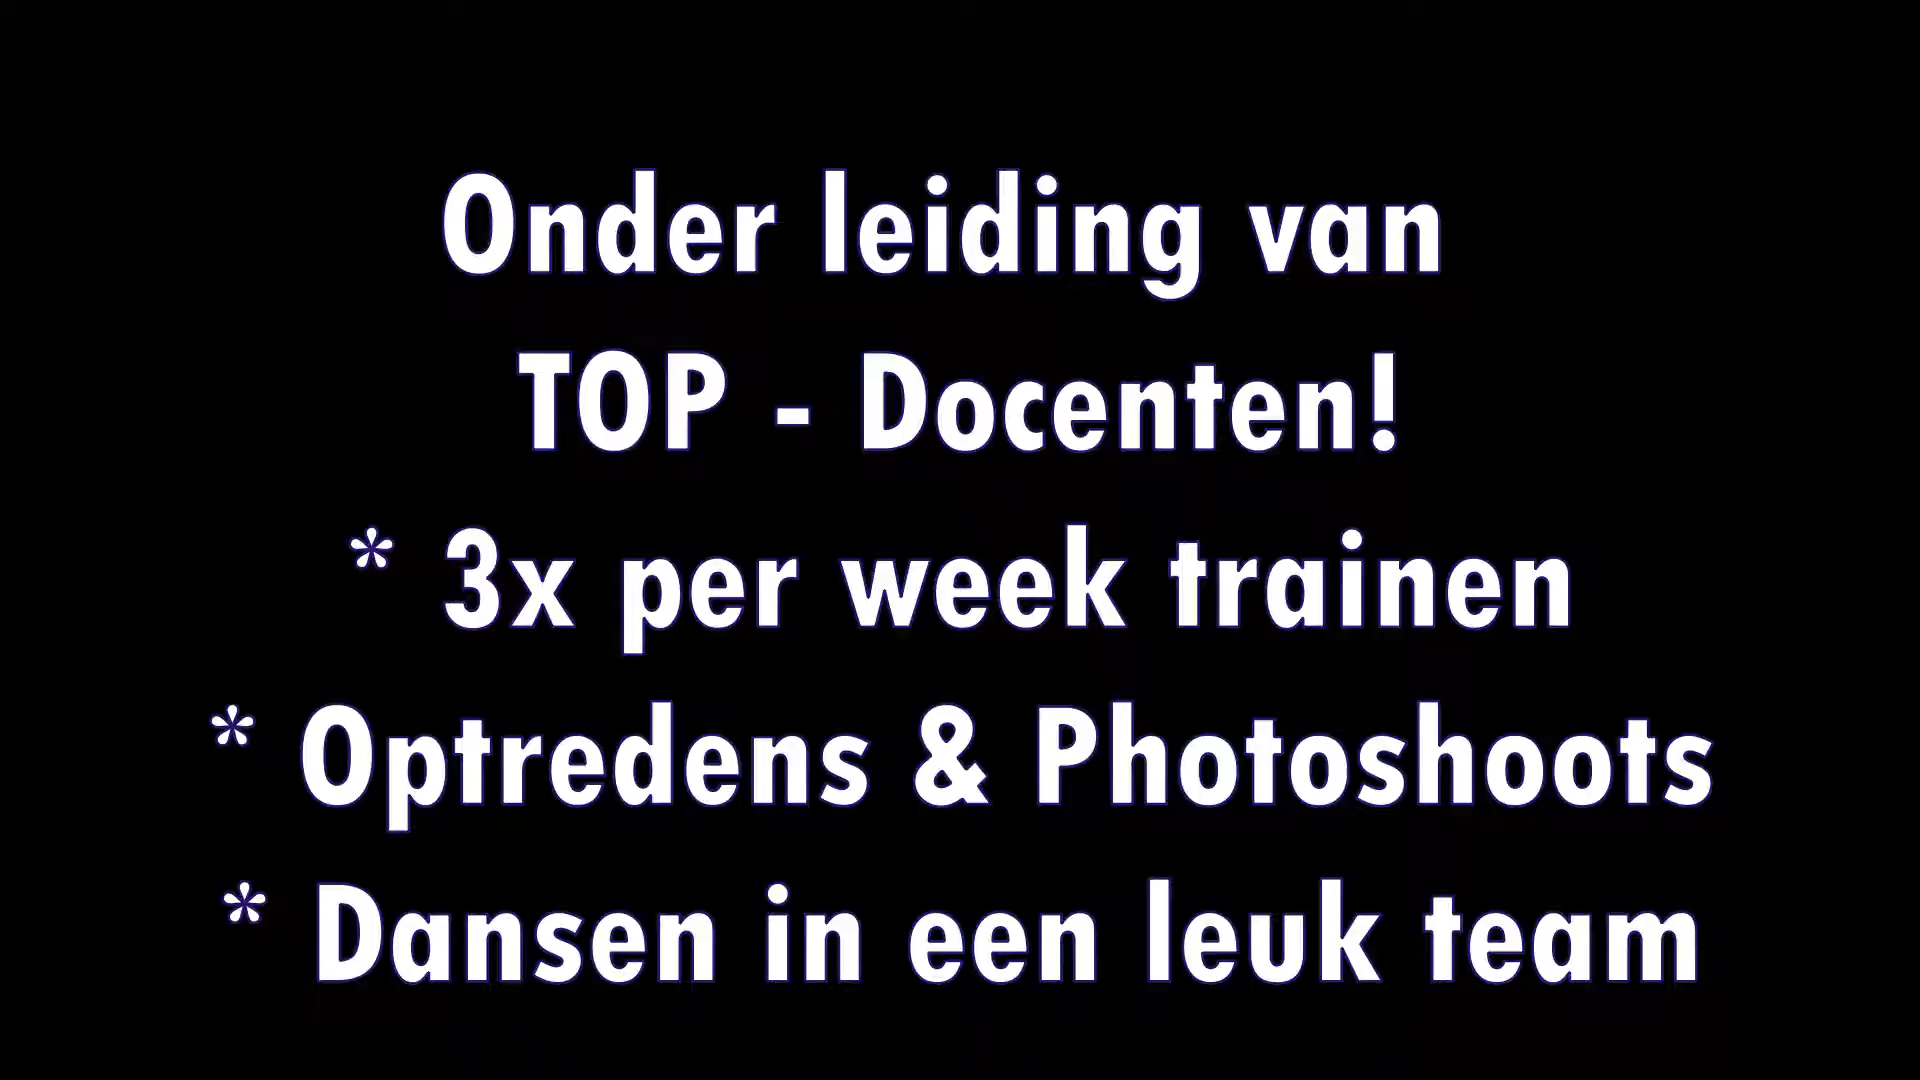 Onder leiding van
TOP - Docenten!
* 3x per week trainen
* Optredens & Photoshoots
* Dansen in een leuk team